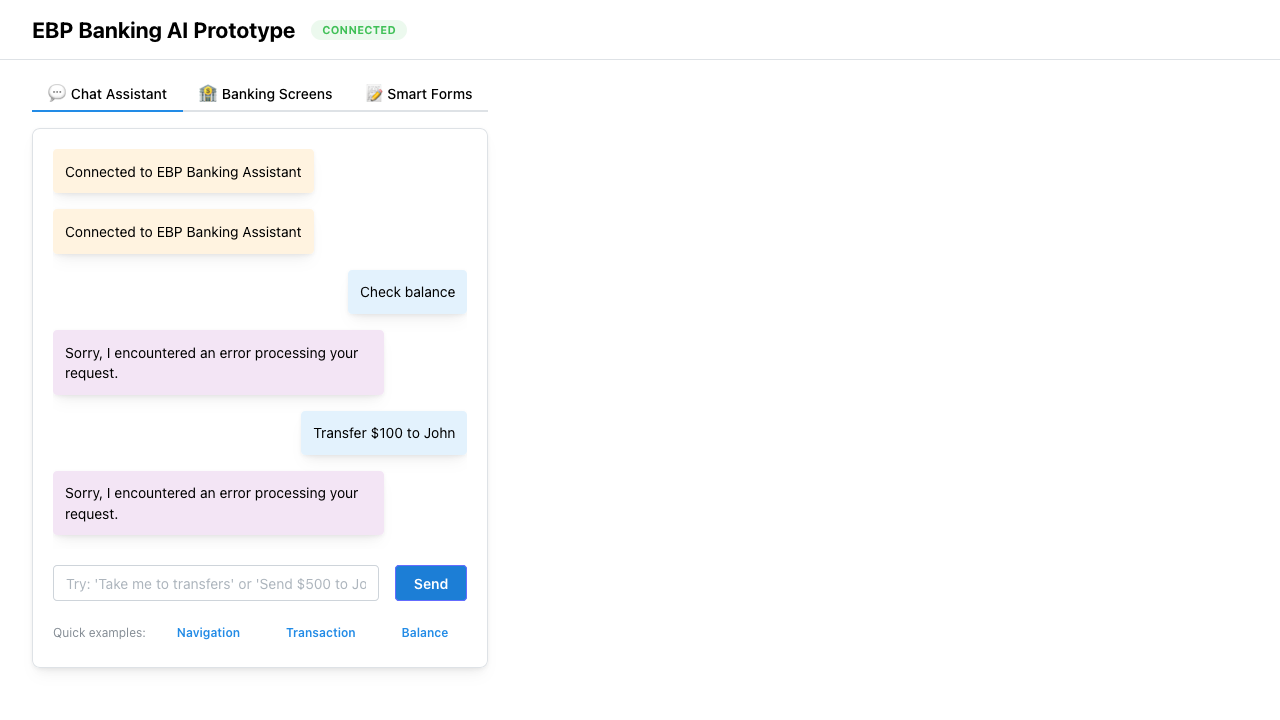 EBP Banking AI Prototype
CONNECTED
Chat Assistant
Banking Screens
Smart Forms
Connected to EBP Banking Assistant
Connected to EBP Banking Assistant
Check balance
Sorry, I encountered an error processing your
request.
Transfer $100 to John
Sorry, I encountered an error processing your
request.
Try: 'Take me to transfers' or 'Send $500 to Jo
Send
Quick examples:
Navigation
Transaction
Balance